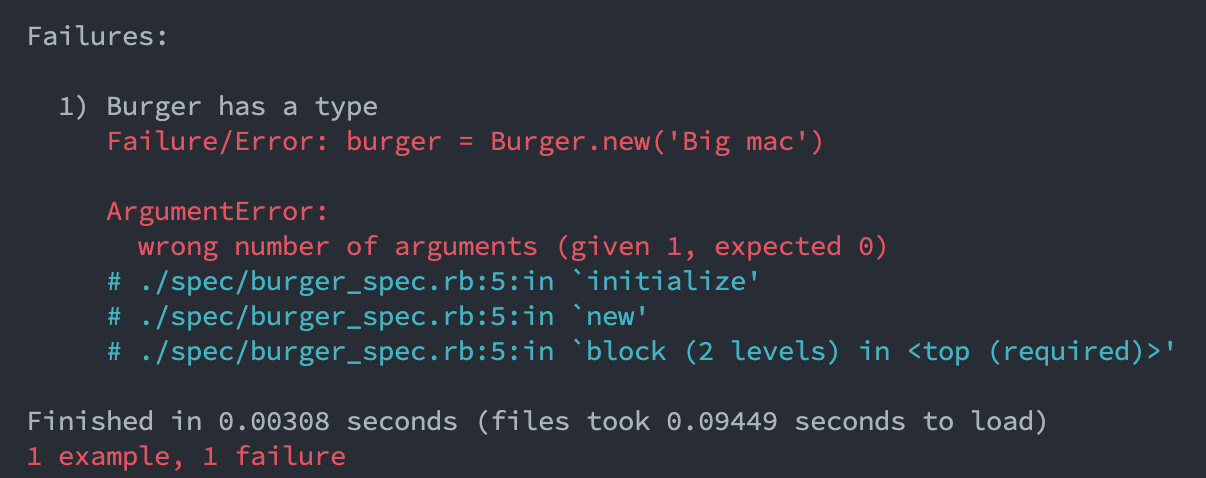 Failures:
1) Burger has a type
Failure/Error: burger = Burger.new('Big mac')
ArgumentError:
wrong number of arguments (given 1, expected 0)
# ./spec/burger_spec.rb:5:in `initialize'
# ./spec/burger_spec.rb:5:in `new'
# ./spec/burger_spec.rb:5:in `block (2 levels) in <top (required)>'
Finished in 0.00308 seconds (files took 0.09449 seconds to load)
1 example, 1 failure